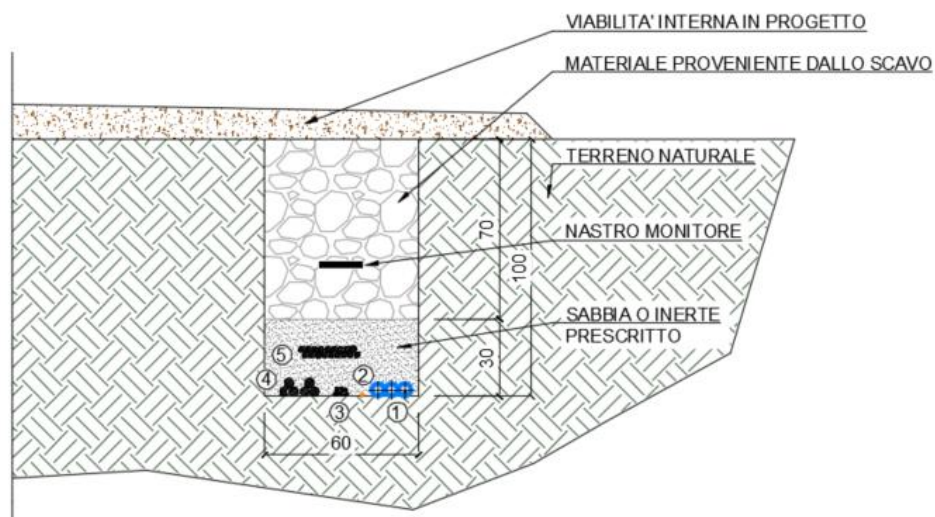 VIABILITA' INTERNA IN PROGETTO
MATERIALE PROVENIENTE DALLO SCAVO
TERRENO NATURALE
70
100
NASTRO MONITORE
SABBIA O INERTE
PRESCRITTO
30
5
4
2
3
1
60